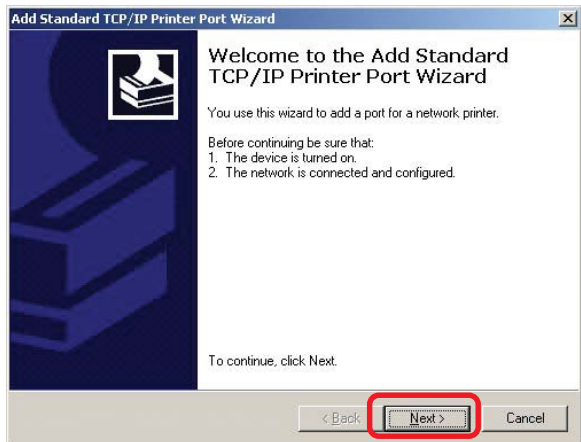 Add Standard TCP/IP Printer Port Wizard
Welcome to the Add Standard
TCP/IP Printer Port Wizard
You use this wizard to add a port for a network printer.
Before continuing be sure that:
1. The device is turned on.
2. The network is connected and configured.
To continue, click Next.
< Back Next > Cancel